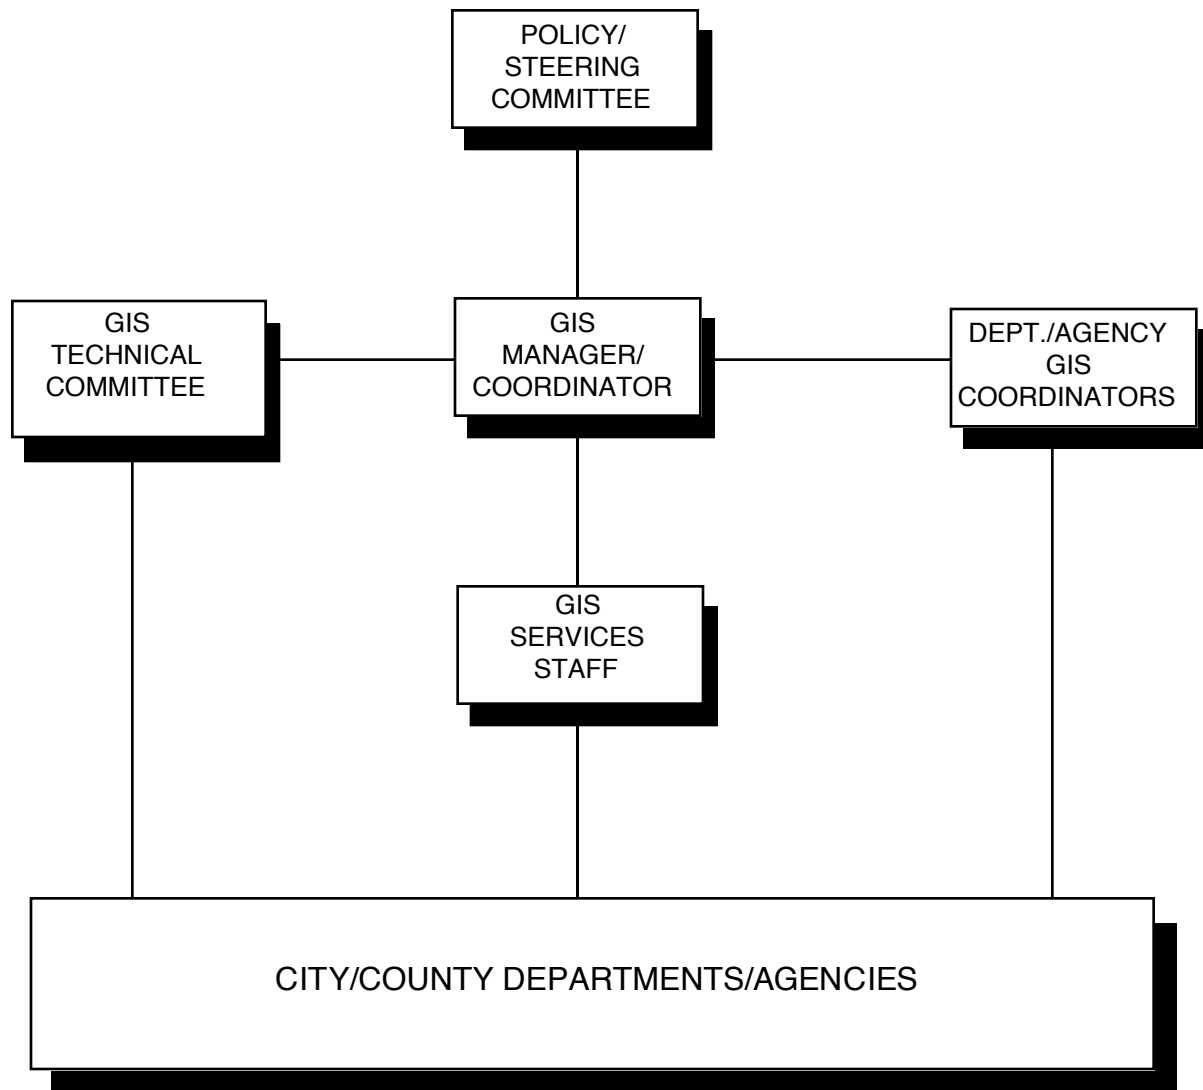 POLICY/
STEERING
COMMITTEE
GIS
TECHNICAL
COMMITTEE
GIS
MANAGER/
COORDINATOR
DEPT./AGENCY
GIS
COORDINATORS
GIS
SERVICES
STAFF
CITY/COUNTY DEPARTMENTS/AGENCIES